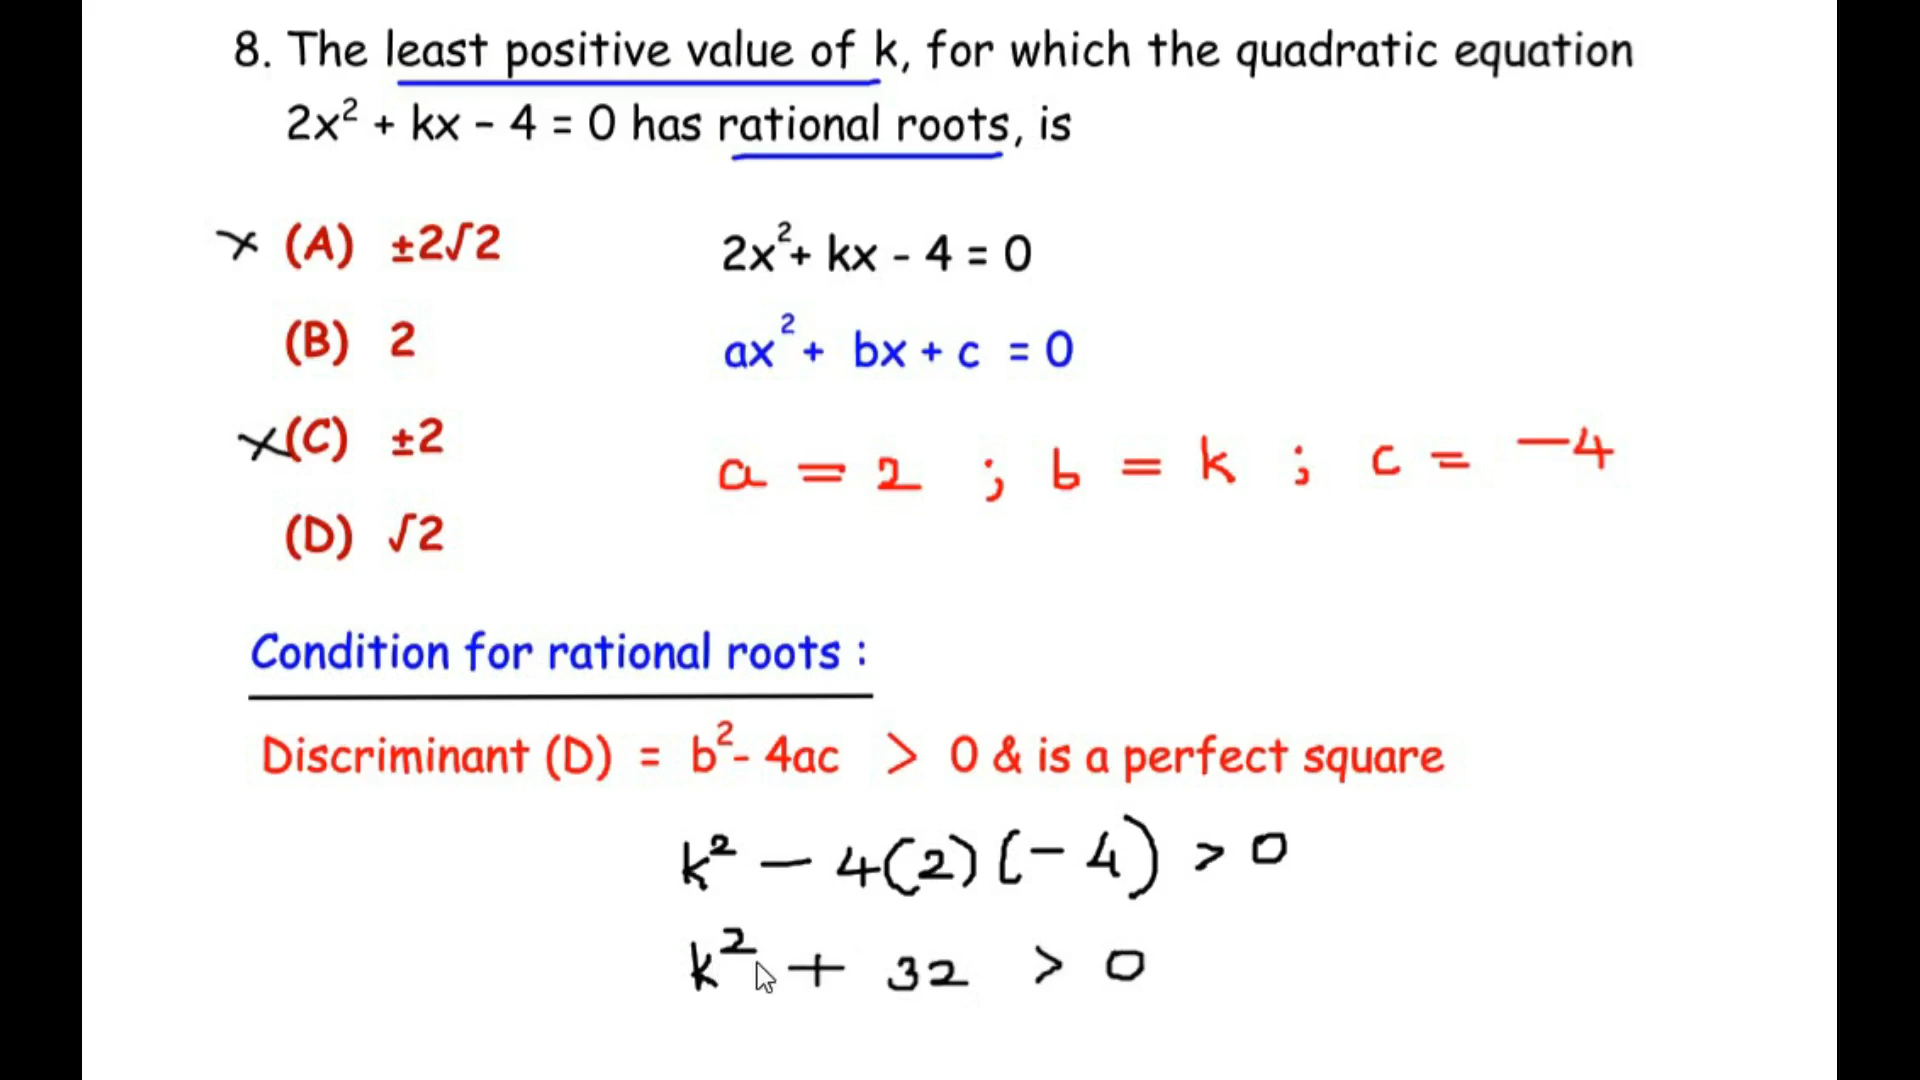 8. The least positive value of k, for which the quadratic equation
2x² + kx - 4 = 0 has rational roots, is
(A) ±2√2
(B) 2
(C) ±2
(D) √2
2x² + kx - 4 = 0
ax² + bx + c = 0
a = 2 ; b = k ; c = -4
Condition for rational roots :
Discriminant (D) = b² - 4ac > 0 & is a perfect square
k² - 4(2)(-4) > 0
k² + 32 > 0